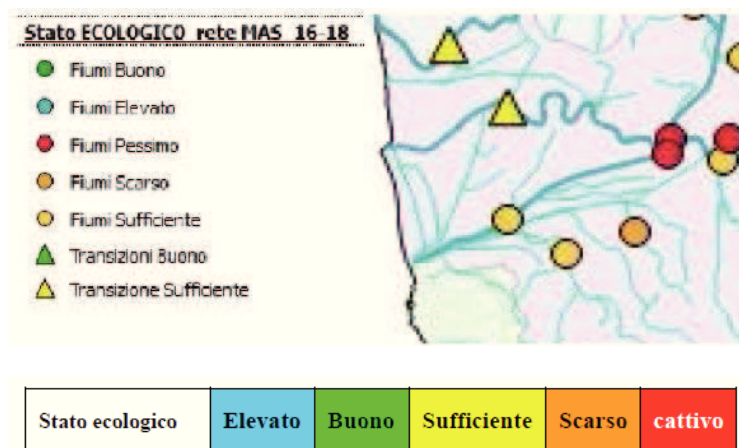 Stato ECOLOGICO rete MAS 16-18
Fiumi Buono
Fiumi Elevato
Fiumi Pessimo
Fiumi Scarso
Fiumi Sufficiente
Transizioni Buono
Transizione Sufficiente
Stato ecologico Elevato Buono Sufficiente Scarso cattivo